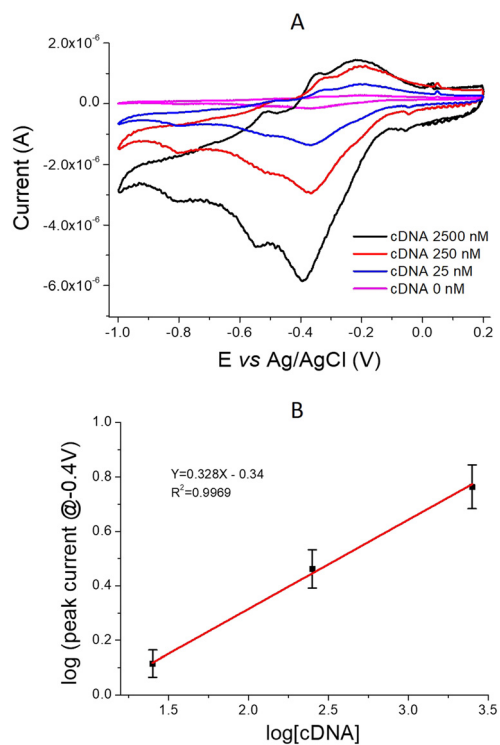 A
2.0x10⁻⁶
0.0
-2.0x10⁻⁶
-4.0x10⁻⁶
-6.0x10⁻⁶
Current (A)
cDNA 2500 nM
cDNA 250 nM
cDNA 25 nM
cDNA 0 nM
-1.0 -0.8 -0.6 -0.4 -0.2 0.0 0.2
E vs Ag/AgCl (V)
B
1.0
0.8
0.6
0.4
0.2
0.0
log (peak current @-0.4V)
Y=0.328X - 0.34
R²=0.9969
1.5 2.0 2.5 3.0 3.5
log[cDNA]